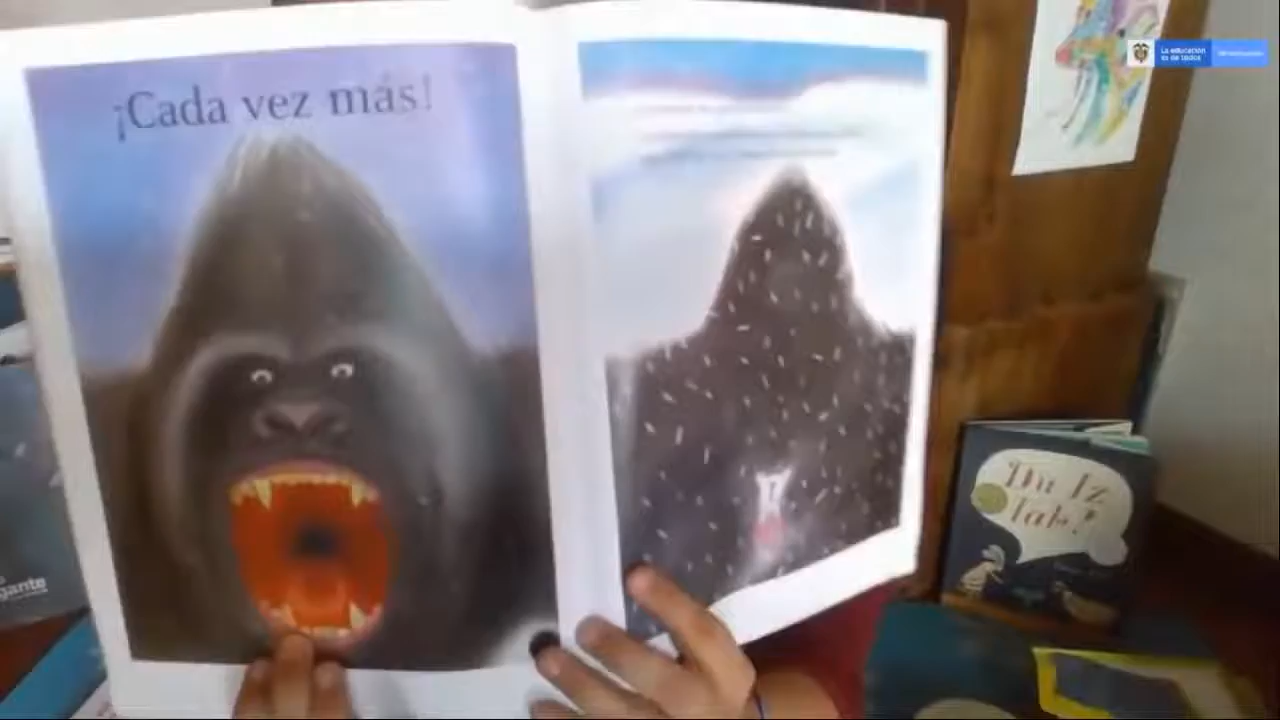 ¡Cada vez más!
La educación
es de todos
Du Iz
Tak?
gante